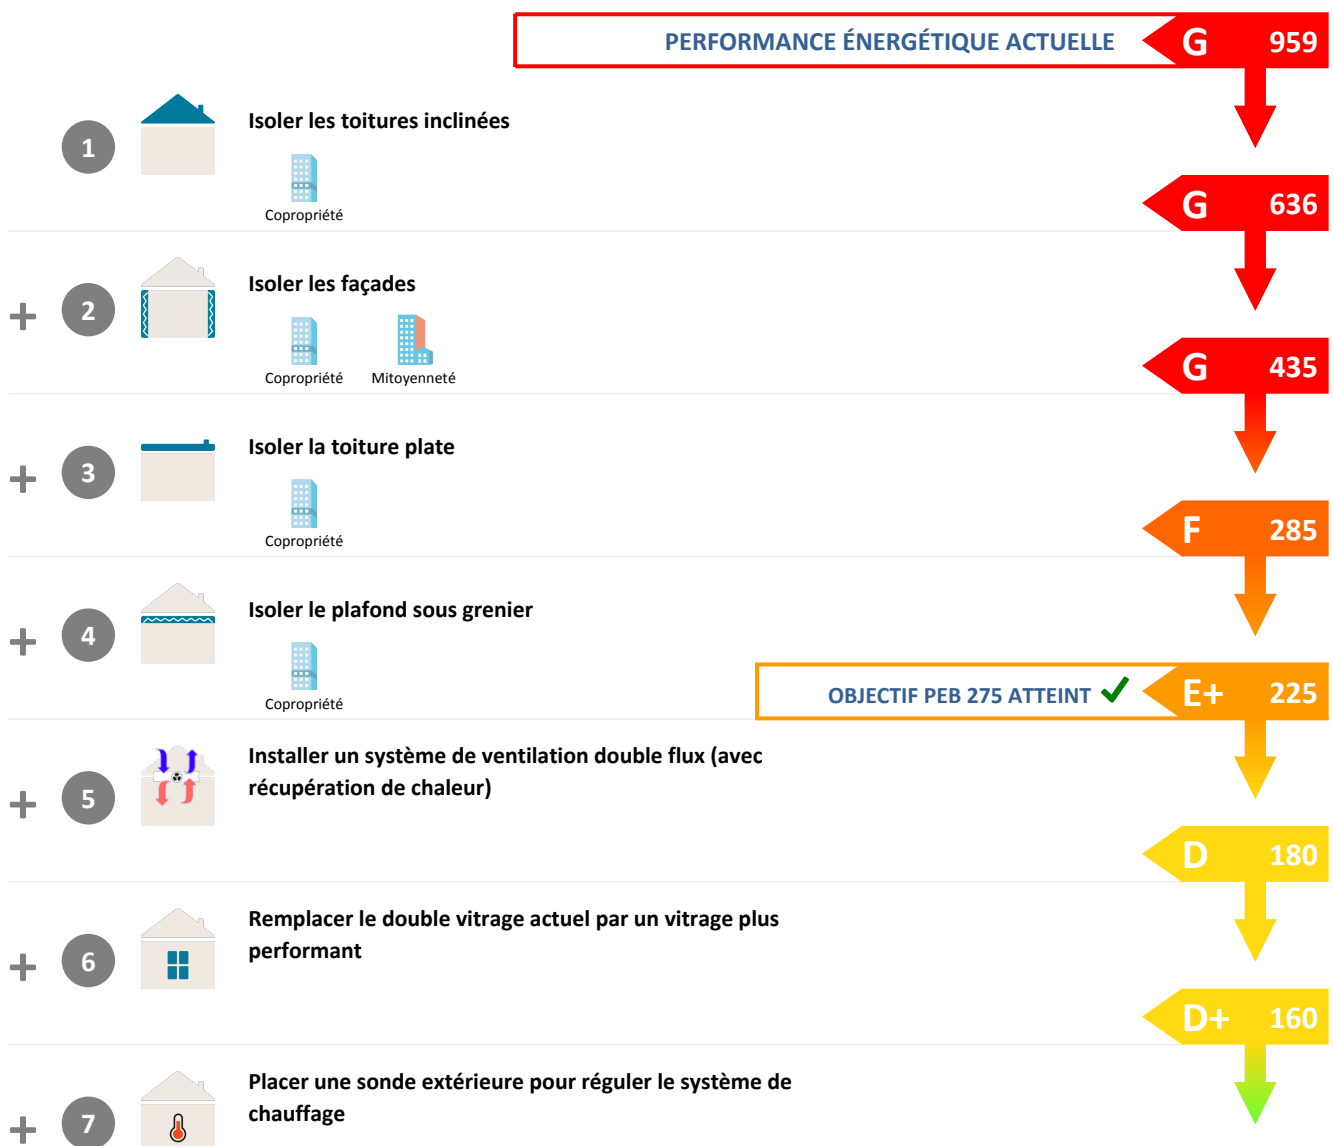 PERFORMANCE ÉNERGÉTIQUE ACTUELLE G 959
1 Isoler les toitures inclinées
Copropriété
G 636
+ 2 Isoler les façades
Copropriété Mitoyenneté
G 435
+ 3 Isoler la toiture plate
Copropriété
F 285
+ 4 Isoler le plafond sous grenier
Copropriété
OBJECTIF PEB 275 ATTEINT E+ 225
+ 5 Installer un système de ventilation double flux (avec
récupération de chaleur)
D 180
+ 6 Remplacer le double vitrage actuel par un vitrage plus
performant
D+ 160
+ 7 Placer une sonde extérieure pour réguler le système de
chauffage